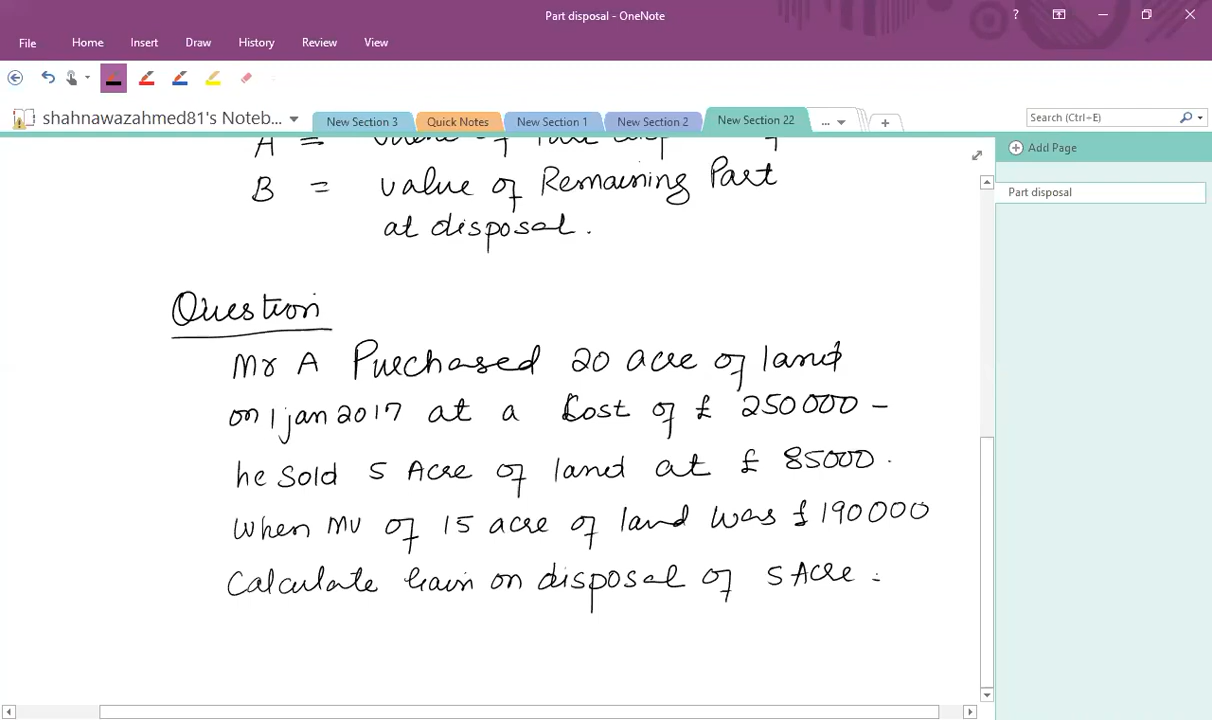 Part disposal - OneNote
?
File Home Insert Draw History Review View
shahnawazahmed81's Noteb... New Section 3 Quick Notes New Section 1 New Section 2 New Section 22 ... Search (Ctrl+E)
Add Page
Part disposal
A = value of
B = value of Remaining Part
at disposal.
Question
Mr A Purchased 20 acre of land
on 1 jan 2017 at a Cost of £ 250000 -
he Sold 5 Acre of land at £ 85000.
When MV of 15 acre of land was £ 190000
Calculate Gain on disposal of 5 Acre.